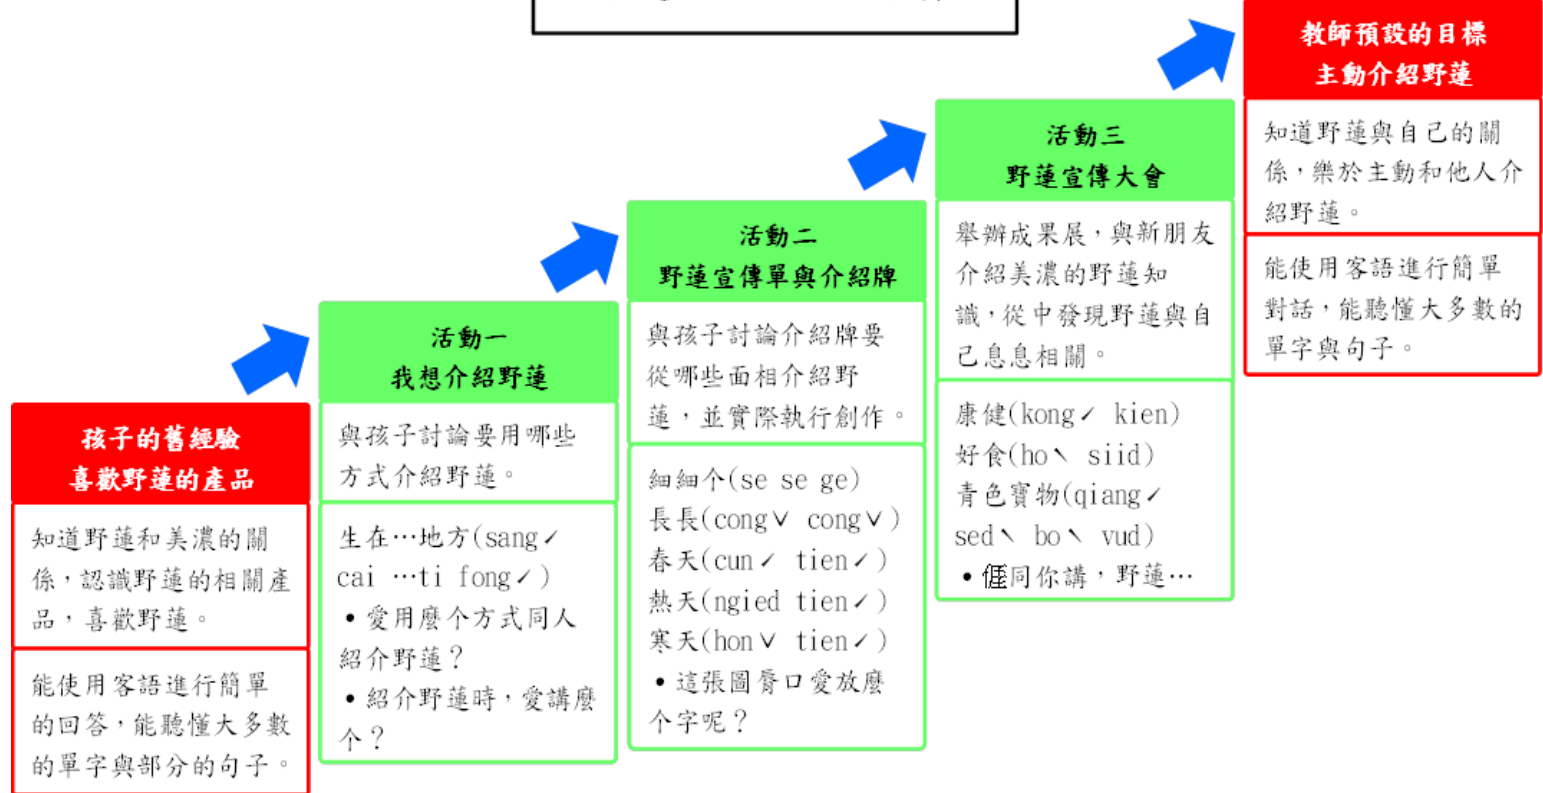 孩子的舊經驗
喜歡野蓮的產品
知道野蓮和美濃的關
係，認識野蓮的相關產
品，喜歡野蓮。
能使用客語進行簡單
的回答，能聽懂大多數
的單字與部分的句子。
活動一
我想介紹野蓮
與孩子討論要用哪些
方式介紹野蓮。
生在…地方(sangˊ
cai …ti fongˊ)
•愛用麼个方式同人
紹介野蓮？
•紹介野蓮時，愛講麼
个？
活動二
野蓮宣傳單與介紹牌
與孩子討論介紹牌要
從哪些面相介紹野
蓮，並實際執行創作。
細細个(se se ge)
長長(congˇ congˇ)
春天(cunˊ tienˊ)
熱天(ngied tienˊ)
寒天(honˇ tienˊ)
•這張圖脣口愛放麼
个字呢？
活動三
野蓮宣傳大會
舉辦成果展，與新朋友
介紹美濃的野蓮知
識，從中發現野蓮與自
己息息相關。
康健(kongˊ kien)
好食(hoˋ siid)
青色寶物(qiangˊ
sedˋ boˋ vud)
•𠊎同你講，野蓮…
教師預設的目標
主動介紹野蓮
知道野蓮與自己的關
係，樂於主動和他人介
紹野蓮。
能使用客語進行簡單
對話，能聽懂大多數的
單字與句子。